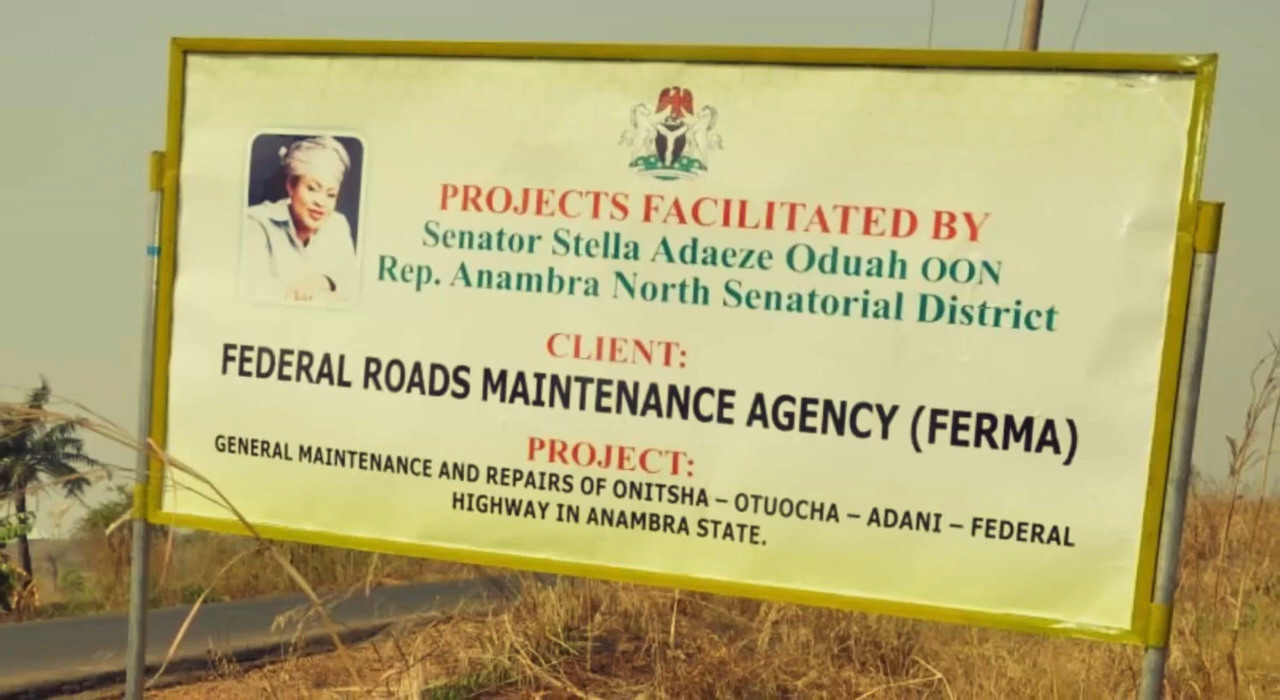 PROJECTS FACILITATED BY
Senator Stella Adaeze Oduah OON
Rep. Anambra North Senatorial District
CLIENT:
FEDERAL ROADS MAINTENANCE AGENCY (FERMA)
PROJECT:
GENERAL MAINTENANCE AND REPAIRS OF ONITSHA – OTUOCHA – ADANI – FEDERAL
HIGHWAY IN ANAMBRA STATE.